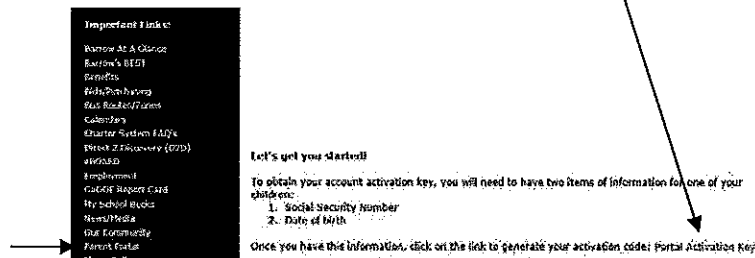 Important Links:
Barrow At A Glance
Barrow's BEST
Benefits
Bids/Purchasing
Bus Routes/Zones
Calendars
Charter System FAQ's
Direct 2 Discovery (D2D)
eBOARD
Employment
GaDOE Report Card
My School Bucks
News/Media
Our Community
Parent Portal
Let's get you started!
To obtain your account activation key, you will need to have two items of information for one of your
children:
1. Social Security Number
2. Date of birth
Once you have this information, click on the link to generate your activation code: Portal Activation Key